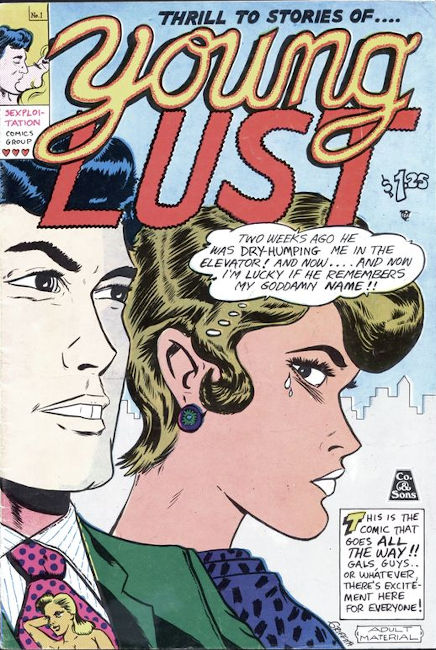 THRILL TO STORIES OF....
No.1
Young
LUST
SEXPLOI-
TATION
COMICS
GROUP
$1.25
TWO WEEKS AGO HE
WAS DRY-HUMPING ME IN THE
ELEVATOR! AND NOW.....AND NOW
I'M LUCKY IF HE REMEMBERS
MY GODDAMN NAME!!
Co.
&
Sons
THIS IS THE
COMIC THAT
GOES ALL
THE WAY!!
GALS, GUYS..
OR WHATEVER,
THERE'S EXCITE-
MENT HERE
FOR EVERYONE!
GRIFFITH
ADULT
MATERIAL